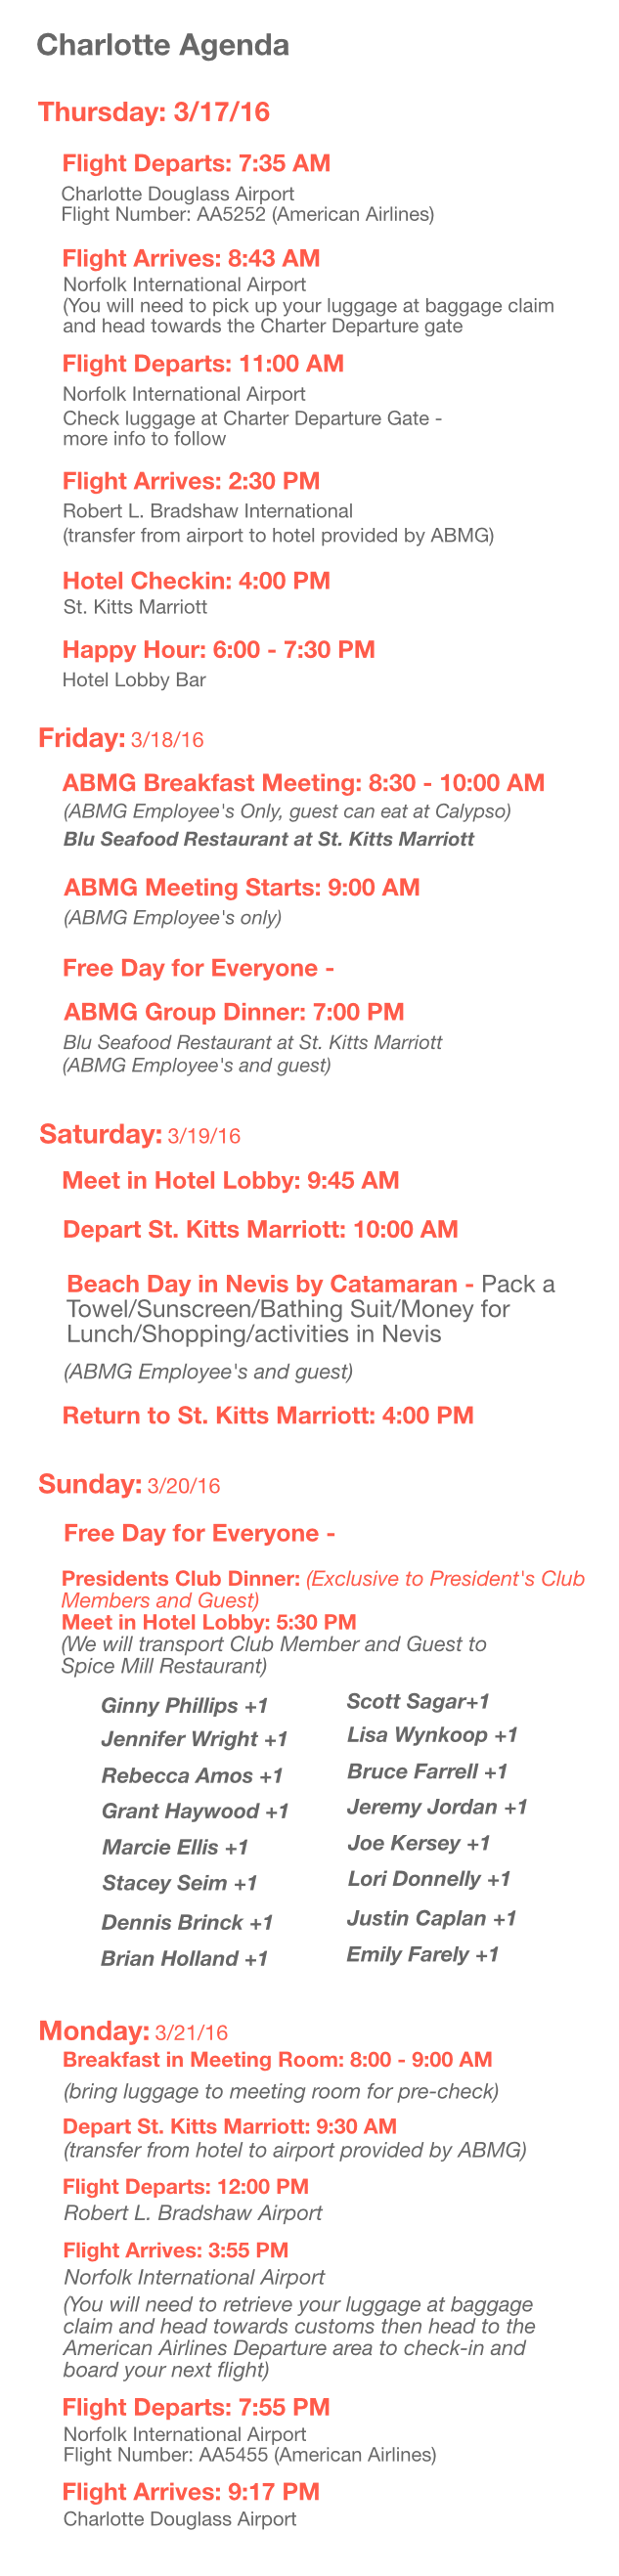 Charlotte Agenda
Thursday: 3/17/16
Flight Departs: 7:35 AM
Charlotte Douglass Airport
Flight Number: AA5252 (American Airlines)
Flight Arrives: 8:43 AM
Norfolk International Airport
(You will need to pick up your luggage at baggage claim
and head towards the Charter Departure gate
Flight Departs: 11:00 AM
Norfolk International Airport
Check luggage at Charter Departure Gate -
more info to follow
Flight Arrives: 2:30 PM
Robert L. Bradshaw International
(transfer from airport to hotel provided by ABMG)
Hotel Checkin: 4:00 PM
St. Kitts Marriott
Happy Hour: 6:00 - 7:30 PM
Hotel Lobby Bar
Friday: 3/18/16
ABMG Breakfast Meeting: 8:30 - 10:00 AM
(ABMG Employee's Only, guest can eat at Calypso)
Blu Seafood Restaurant at St. Kitts Marriott
ABMG Meeting Starts: 9:00 AM
(ABMG Employee's only)
Free Day for Everyone -
ABMG Group Dinner: 7:00 PM
Blu Seafood Restaurant at St. Kitts Marriott
(ABMG Employee's and guest)
Saturday: 3/19/16
Meet in Hotel Lobby: 9:45 AM
Depart St. Kitts Marriott: 10:00 AM
Beach Day in Nevis by Catamaran - Pack a
Towel/Sunscreen/Bathing Suit/Money for
Lunch/Shopping/activities in Nevis
(ABMG Employee's and guest)
Return to St. Kitts Marriott: 4:00 PM
Sunday: 3/20/16
Free Day for Everyone -
Presidents Club Dinner: (Exclusive to President's Club
Members and Guest)
Meet in Hotel Lobby: 5:30 PM
(We will transport Club Member and Guest to
Spice Mill Restaurant)
Ginny Phillips +1
Jennifer Wright +1
Rebecca Amos +1
Grant Haywood +1
Marcie Ellis +1
Stacey Seim +1
Dennis Brinck +1
Brian Holland +1
Scott Sagar+1
Lisa Wynkoop +1
Bruce Farrell +1
Jeremy Jordan +1
Joe Kersey +1
Lori Donnelly +1
Justin Caplan +1
Emily Farely +1
Monday: 3/21/16
Breakfast in Meeting Room: 8:00 - 9:00 AM
(bring luggage to meeting room for pre-check)
Depart St. Kitts Marriott: 9:30 AM
(transfer from hotel to airport provided by ABMG)
Flight Departs: 12:00 PM
Robert L. Bradshaw Airport
Flight Arrives: 3:55 PM
Norfolk International Airport
(You will need to retrieve your luggage at baggage
claim and head towards customs then head to the
American Airlines Departure area to check-in and
board your next flight)
Flight Departs: 7:55 PM
Norfolk International Airport
Flight Number: AA5455 (American Airlines)
Flight Arrives: 9:17 PM
Charlotte Douglass Airport